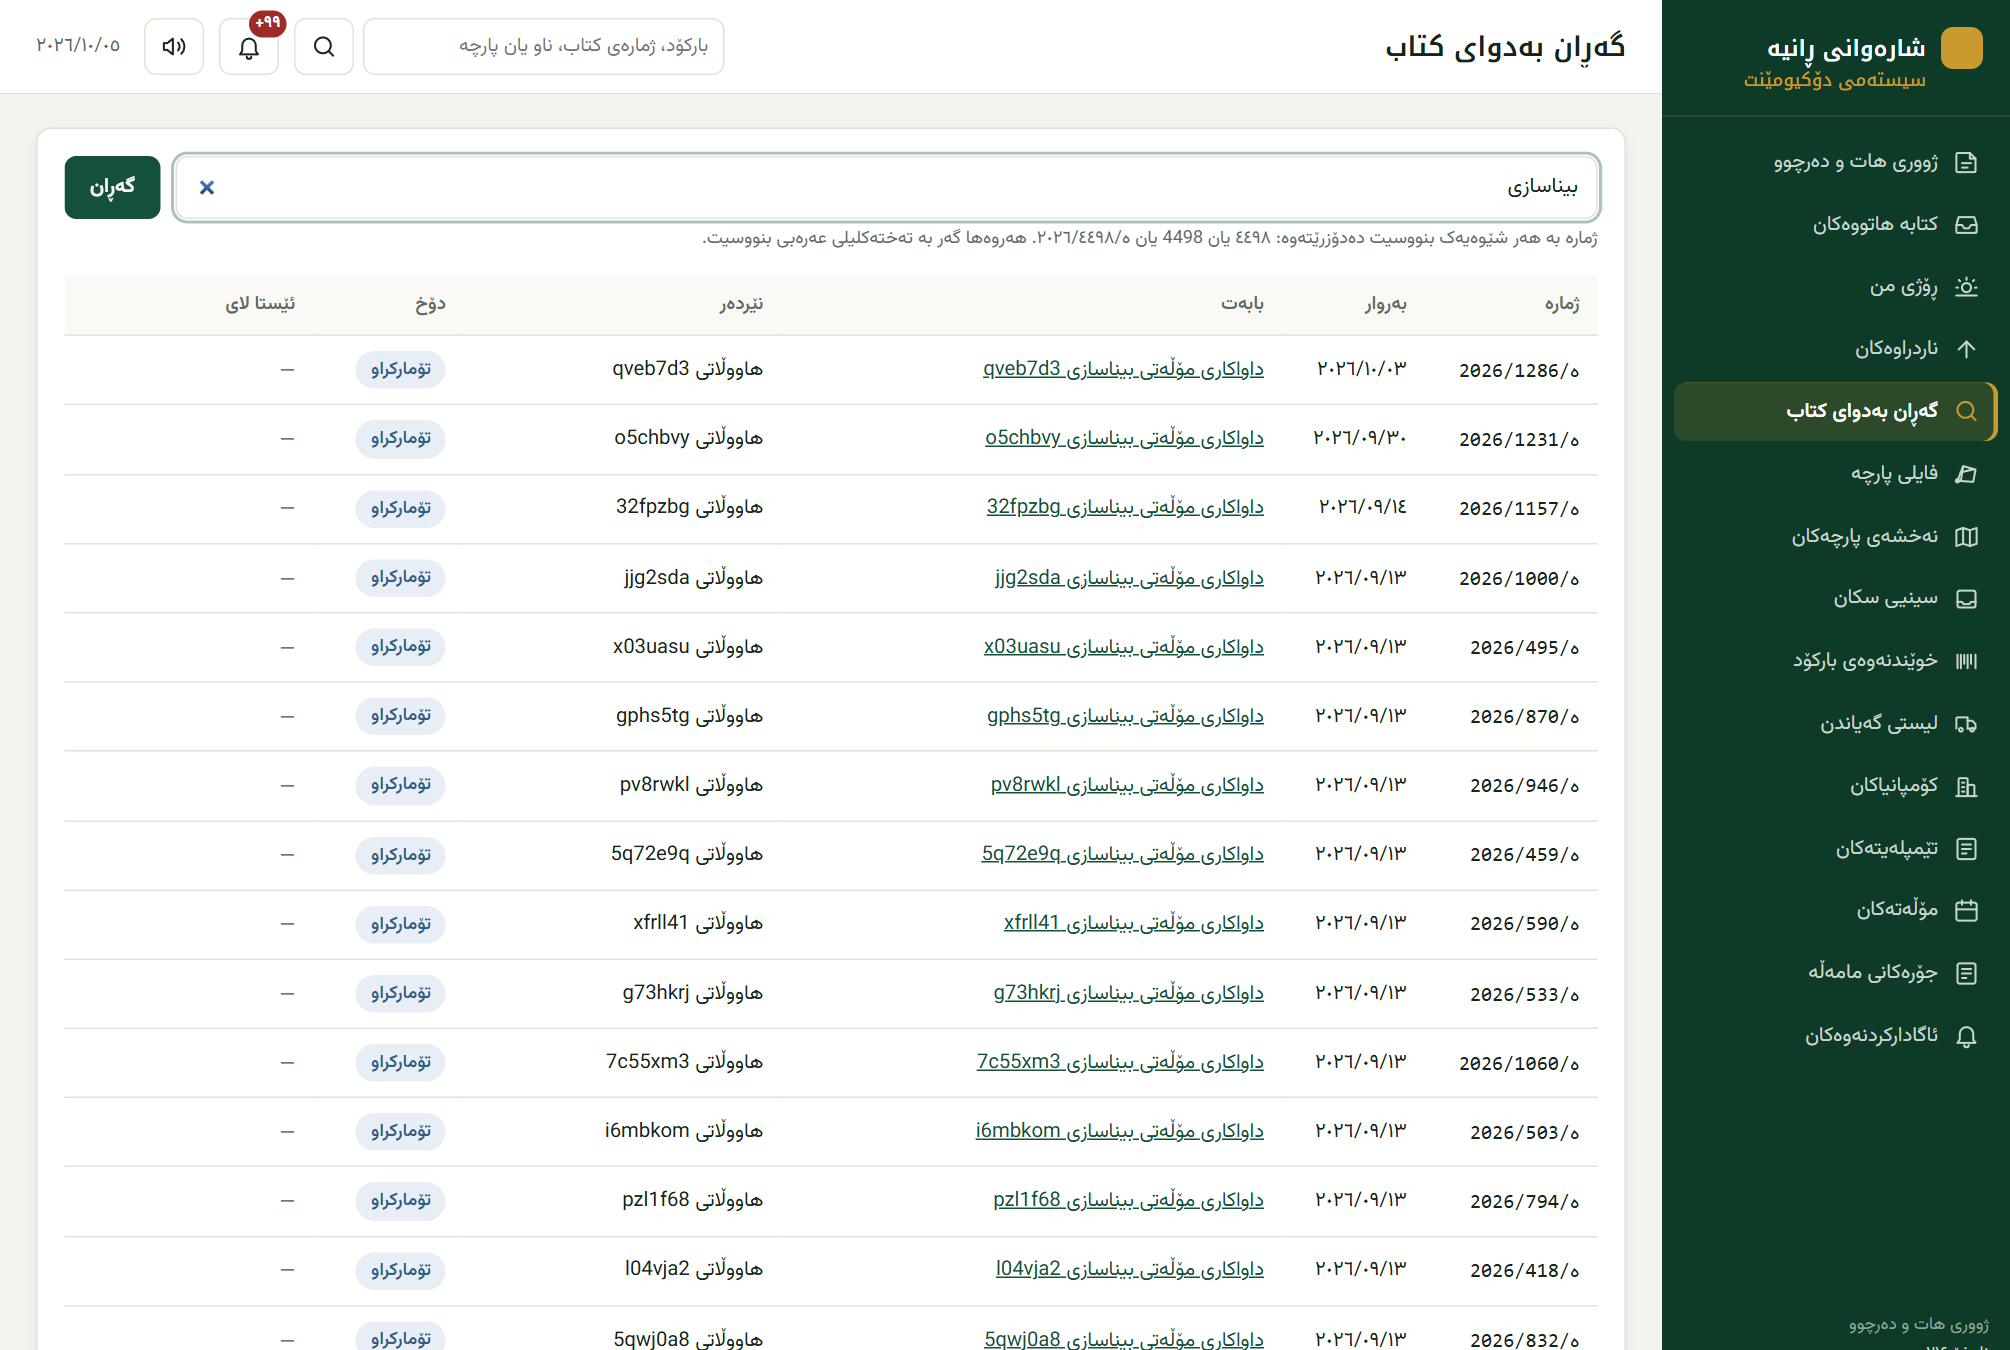 شارەوانی ڕانیە
سیستەمی دۆکیومێنت
ژووری هات و دەرچوو
کتابە هاتووەکان
ڕۆژی من
ناردراوەکان
گەڕان بەدوای کتاب
فایلی پارچە
نەخشەی پارچەکان
سینیی سکان
خوێندنەوەی بارکۆد
لیستی گەیاندن
کۆمپانیاکان
تێمپلەیتەکان
مۆڵەتەکان
جۆرەکانی مامەڵە
ئاگادارکردنەوەکان
ژووری هات و دەرچوو
گەڕان بەدوای کتاب
بارکۆد، ژمارەی کتاب، ناو یان پارچە
+٩٩
٢٠٢٦/١٠/٠٥
بیناسازی
گەڕان
ژمارە بە هەر شێوەیەک بنووسیت دەدۆزرێتەوە: ٤٤٩٨ یان 4498 یان ە/٢٠٢٦/٤٤٩٨. هەروەها گەر بە تەختەکلیلی عەرەبی بنووسیت.
ژمارە بەروار بابەت نێردەر دۆخ ئێستا لای
ە/2026/1286 ٢٠٢٦/١٠/٠٣ داواکاری مۆڵەتی بیناسازی qveb7d3 هاووڵاتی qveb7d3 تۆمارکراو —
ە/2026/1231 ٢٠٢٦/٠٩/٣٠ داواکاری مۆڵەتی بیناسازی o5chbvy هاووڵاتی o5chbvy تۆمارکراو —
ە/2026/1157 ٢٠٢٦/٠٩/١٤ داواکاری مۆڵەتی بیناسازی 32fpzbg هاووڵاتی 32fpzbg تۆمارکراو —
ە/2026/1000 ٢٠٢٦/٠٩/١٣ داواکاری مۆڵەتی بیناسازی jjg2sda هاووڵاتی jjg2sda تۆمارکراو —
ە/2026/495 ٢٠٢٦/٠٩/١٣ داواکاری مۆڵەتی بیناسازی x03uasu هاووڵاتی x03uasu تۆمارکراو —
ە/2026/870 ٢٠٢٦/٠٩/١٣ داواکاری مۆڵەتی بیناسازی gphs5tg هاووڵاتی gphs5tg تۆمارکراو —
ە/2026/946 ٢٠٢٦/٠٩/١٣ داواکاری مۆڵەتی بیناسازی pv8rwkl هاووڵاتی pv8rwkl تۆمارکراو —
ە/2026/459 ٢٠٢٦/٠٩/١٣ داواکاری مۆڵەتی بیناسازی 5q72e9q هاووڵاتی 5q72e9q تۆمارکراو —
ە/2026/590 ٢٠٢٦/٠٩/١٣ داواکاری مۆڵەتی بیناسازی xfrll41 هاووڵاتی xfrll41 تۆمارکراو —
ە/2026/533 ٢٠٢٦/٠٩/١٣ داواکاری مۆڵەتی بیناسازی g73hkrj هاووڵاتی g73hkrj تۆمارکراو —
ە/2026/1060 ٢٠٢٦/٠٩/١٣ داواکاری مۆڵەتی بیناسازی 7c55xm3 هاووڵاتی 7c55xm3 تۆمارکراو —
ە/2026/503 ٢٠٢٦/٠٩/١٣ داواکاری مۆڵەتی بیناسازی i6mbkom هاووڵاتی i6mbkom تۆمارکراو —
ە/2026/794 ٢٠٢٦/٠٩/١٣ داواکاری مۆڵەتی بیناسازی pzl1f68 هاووڵاتی pzl1f68 تۆمارکراو —
ە/2026/418 ٢٠٢٦/٠٩/١٣ داواکاری مۆڵەتی بیناسازی l04vja2 هاووڵاتی l04vja2 تۆمارکراو —
ە/2026/832 ٢٠٢٦/٠٩/١٣ داواکاری مۆڵەتی بیناسازی 5qwj0a8 هاووڵاتی 5qwj0a8 تۆمارکراو —